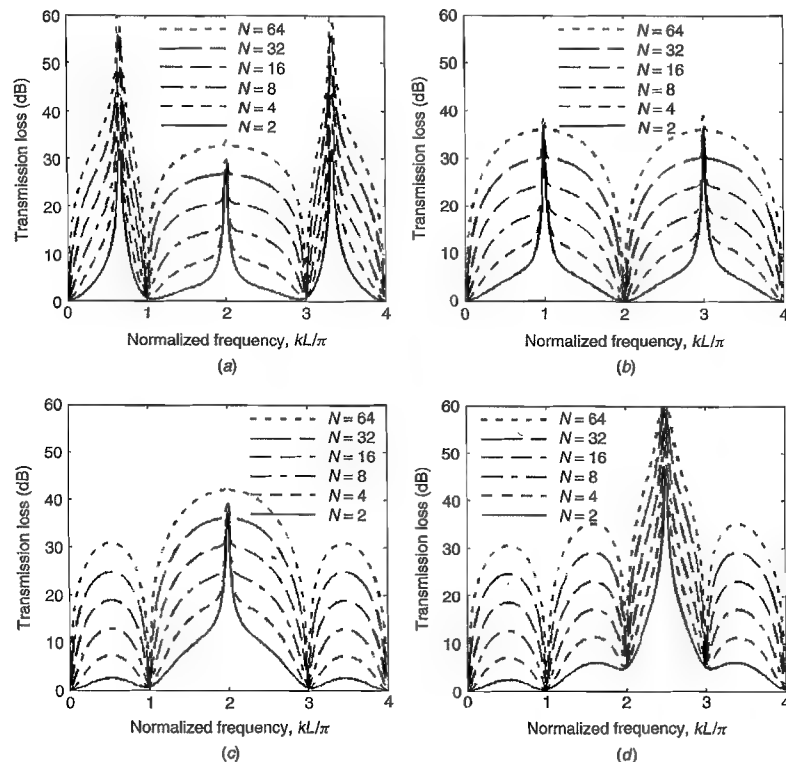 Transmission loss (dB)
60
50
40
30
20
10
0
N = 64
N = 32
N = 16
N = 8
N = 4
N = 2
0 1 2 3 4
Normalized frequency, kL/π
(a)
Transmission loss (dB)
60
50
40
30
20
10
0
N = 64
N = 32
N = 16
N = 8
N = 4
N = 2
0 1 2 3 4
Normalized frequency, kL/π
(b)
Transmission loss (dB)
60
50
40
30
20
10
0
N = 64
N = 32
N = 16
N = 8
N = 4
N = 2
0 1 2 3 4
Normalized frequency, kL/π
(c)
Transmission loss (dB)
60
50
40
30
20
10
0
N = 64
N = 32
N = 16
N = 8
N = 4
N = 2
0 1 2 3 4
Normalized frequency, kL/π
(d)